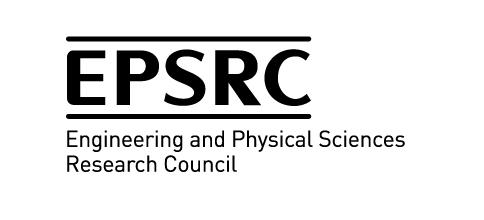 EPSRC
Engineering and Physical Sciences
Research Council